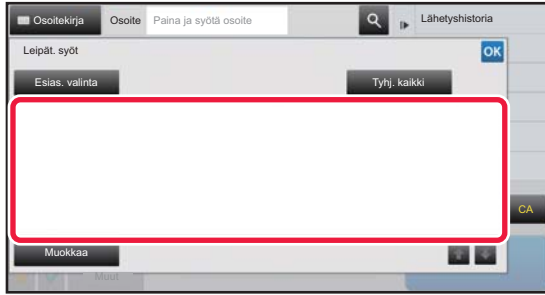 Osoitekirja Osoite Paina ja syötä osoite Lähetyshistoria
Leipät. syöt OK
Esias. valinta Tyhj. kaikki
CA
Muokkaa
Muut